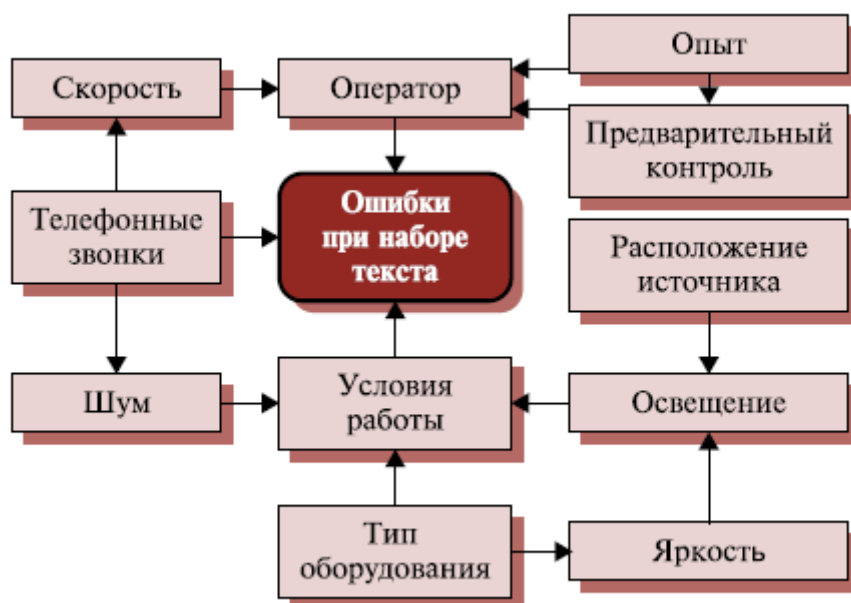 Опыт
Скорость
Оператор
Предварительный
контроль
Телефонные
звонки
Ошибки
при наборе
текста
Расположение
источника
Шум
Условия
работы
Освещение
Тип
оборудования
Яркость